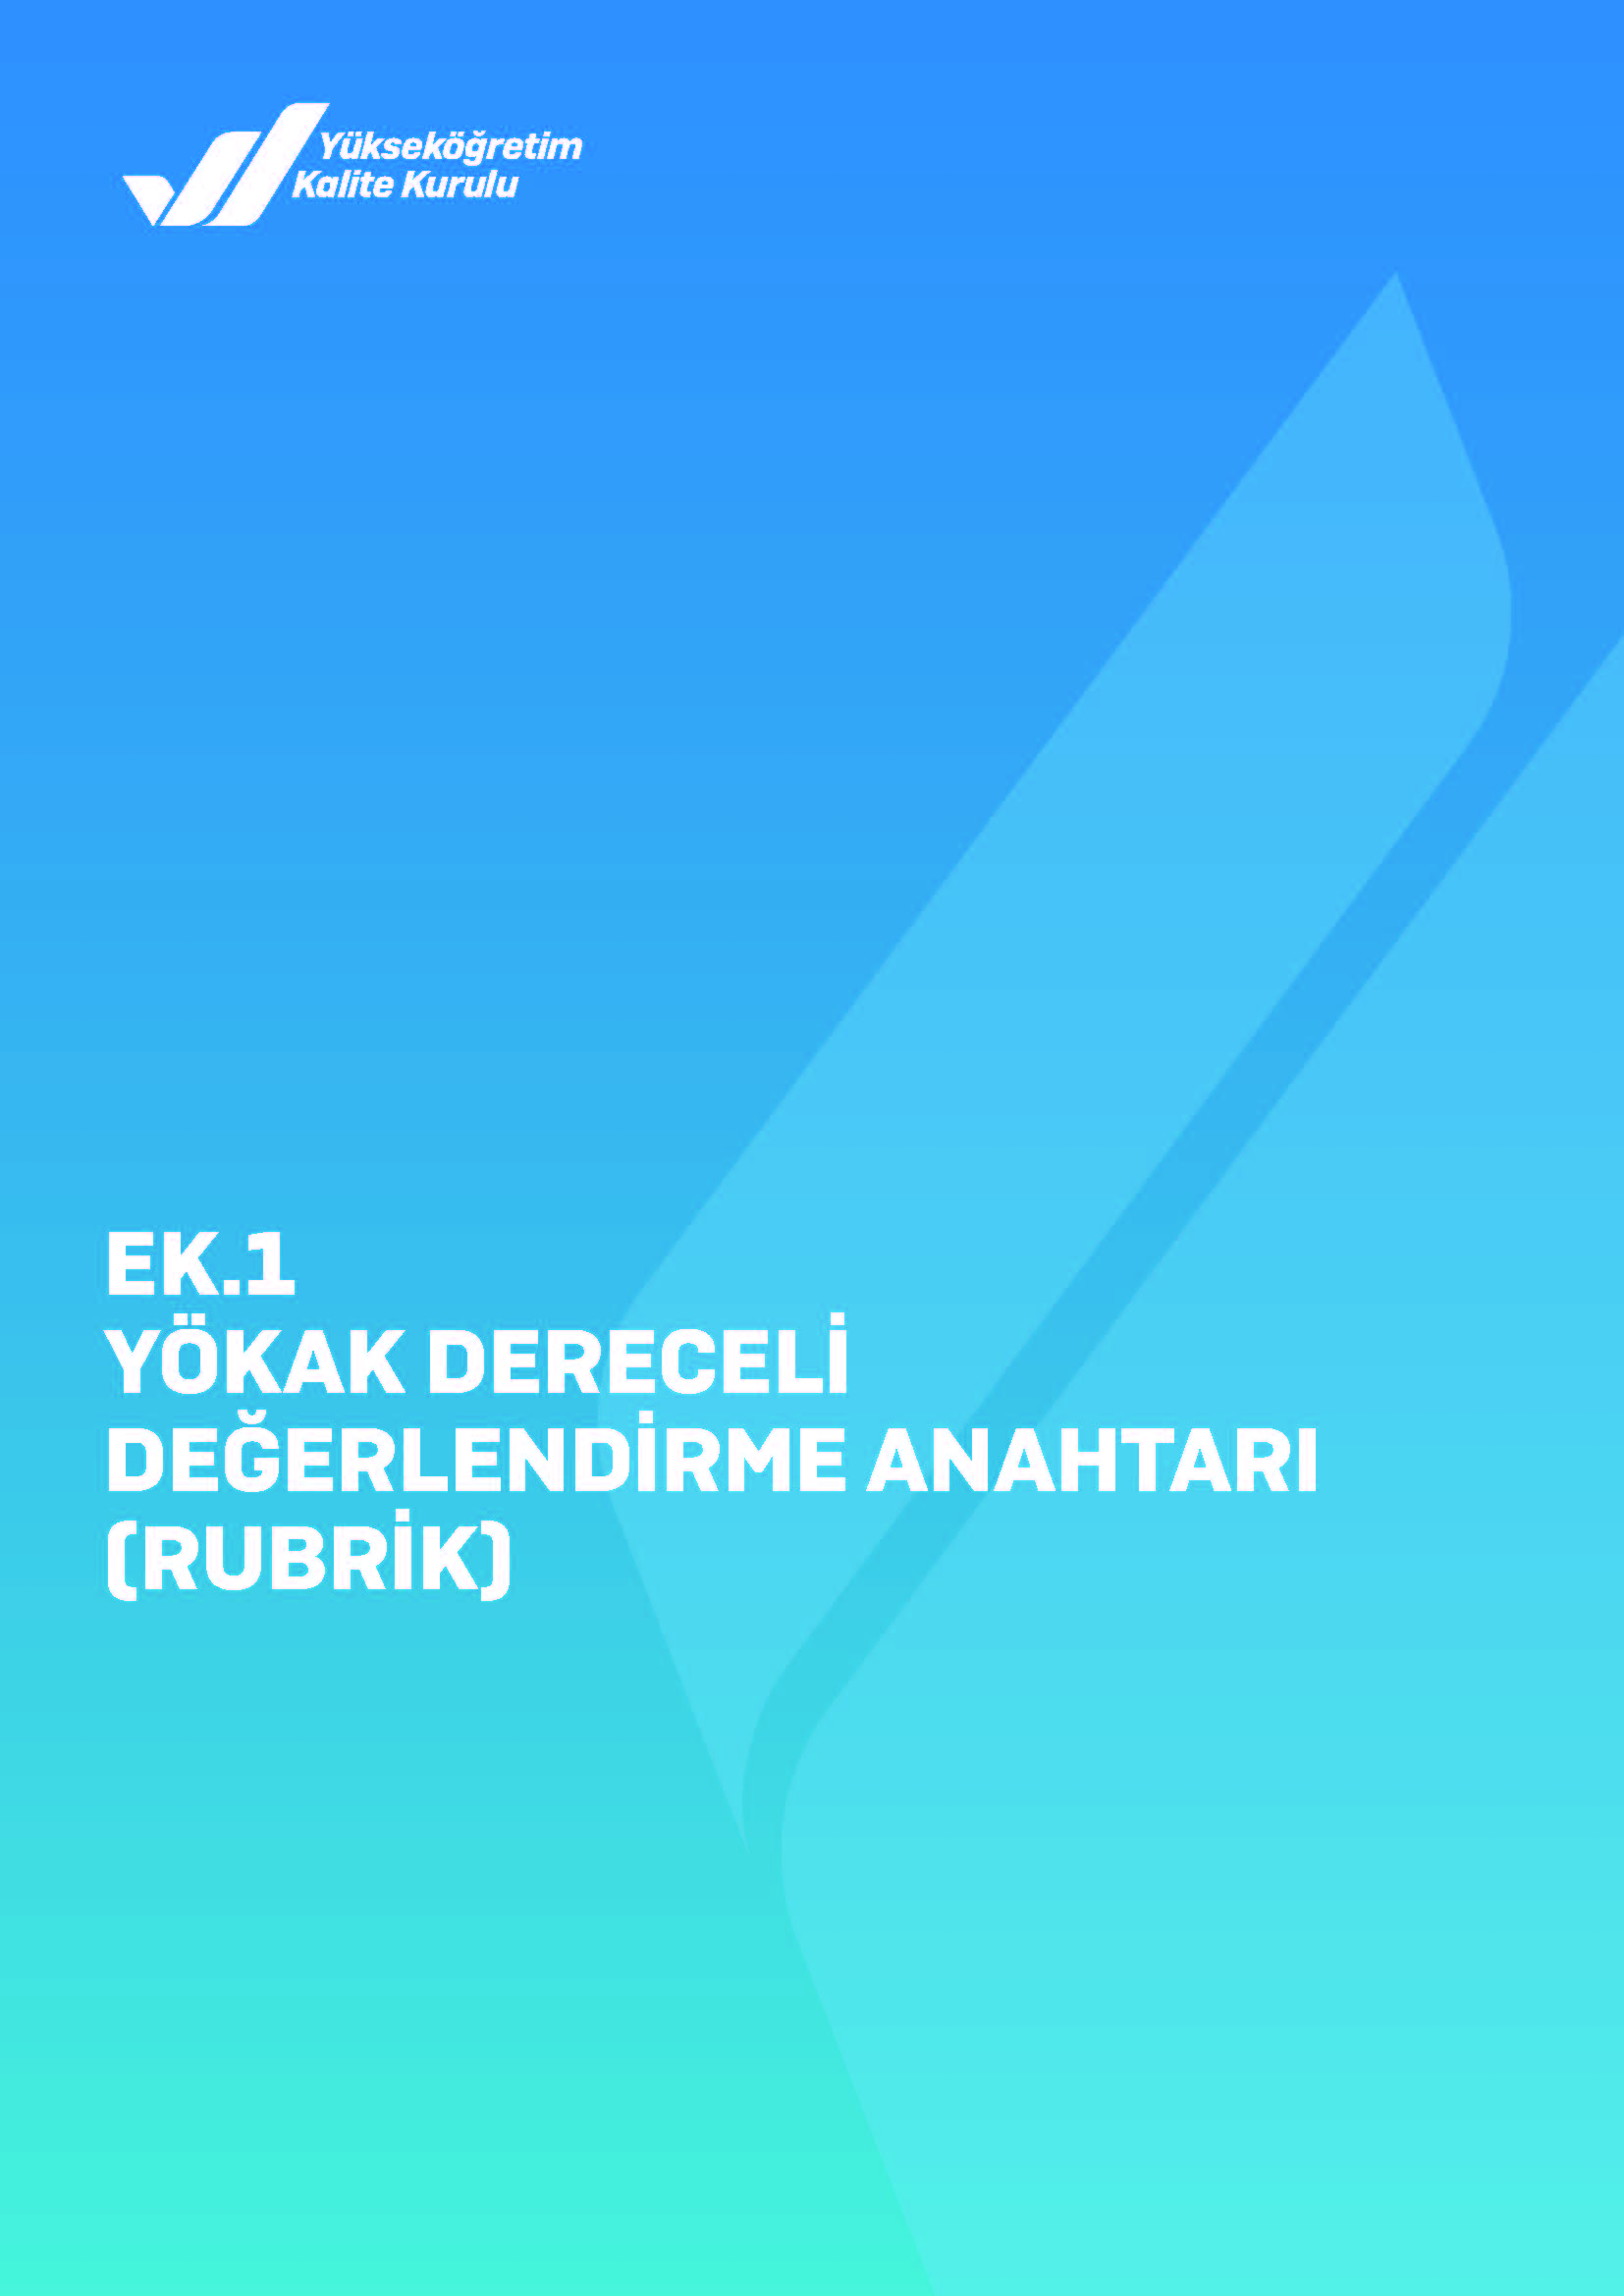 Yükseköğretim
Kalite Kurulu
EK.1
YÖKAK DERECELİ
DEĞERLENDİRME ANAHTARI
(RUBRİK)